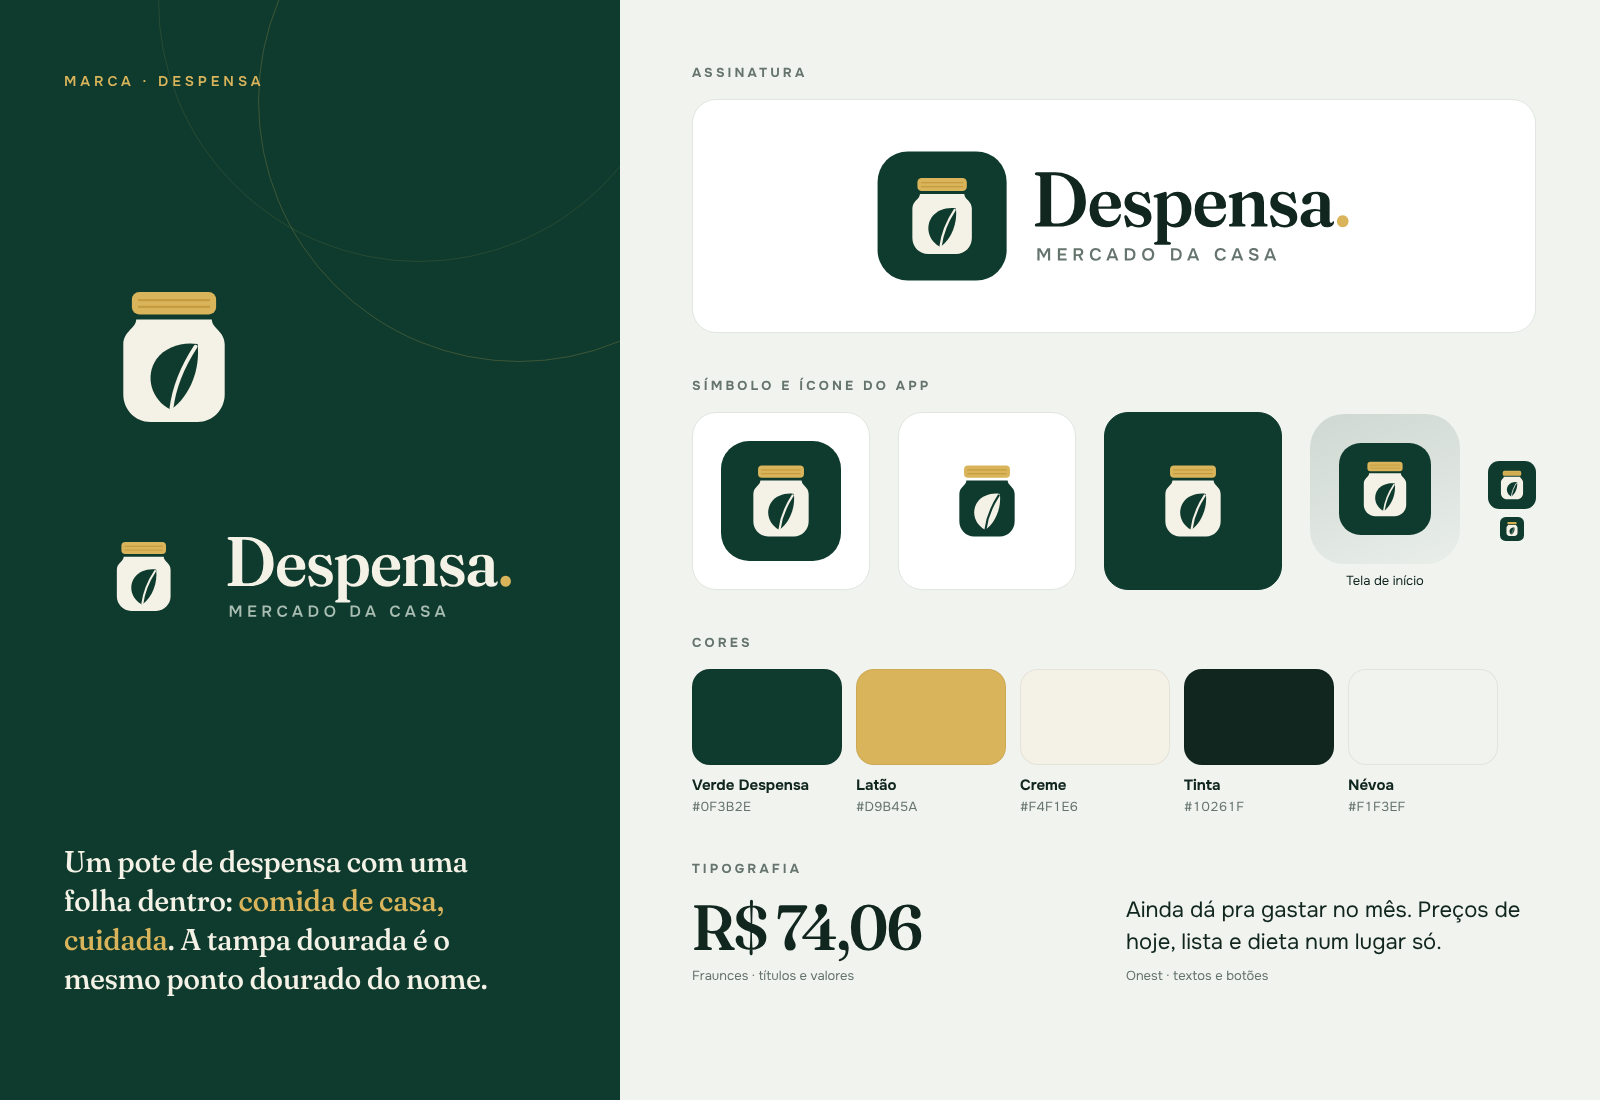 MARCA · DESPENSA
Despensa.
MERCADO DA CASA
Um pote de despensa com uma
folha dentro: comida de casa,
cuidada. A tampa dourada é o
mesmo ponto dourado do nome.
ASSINATURA
Despensa.
MERCADO DA CASA
SÍMBOLO E ÍCONE DO APP
Tela de início
CORES
Verde Despensa
#0F3B2E
Latão
#D9B45A
Creme
#F4F1E6
Tinta
#10261F
Névoa
#F1F3EF
TIPOGRAFIA
R$ 74,06
Fraunces · títulos e valores
Ainda dá pra gastar no mês. Preços de
hoje, lista e dieta num lugar só.
Onest · textos e botões